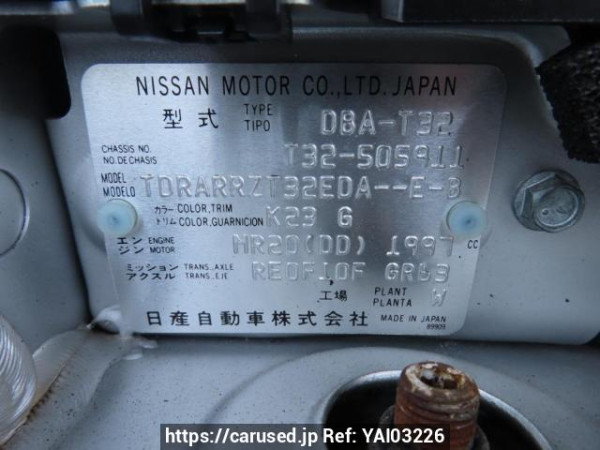 NISSAN MOTOR CO.,LTD. JAPAN
型式 TYPE TIPO DBA-T32
CHASSIS NO. NO. DE CHASIS T32-505911
MODEL MODELO TDRARRZT32EDA--E-B
カラー トリム COLOR,TRIM COLOR,GUARNICION K23 G
エンジン ENGINE MOTOR MR20(DD) 1997 CC
ミッション アクスル TRANS.,AXLE TRANS.,EJE RE0F10F GR63
工場 PLANT PLANTA W
日産自動車株式会社 MADE IN JAPAN
89909
https://carused.jp Ref: YAI03226